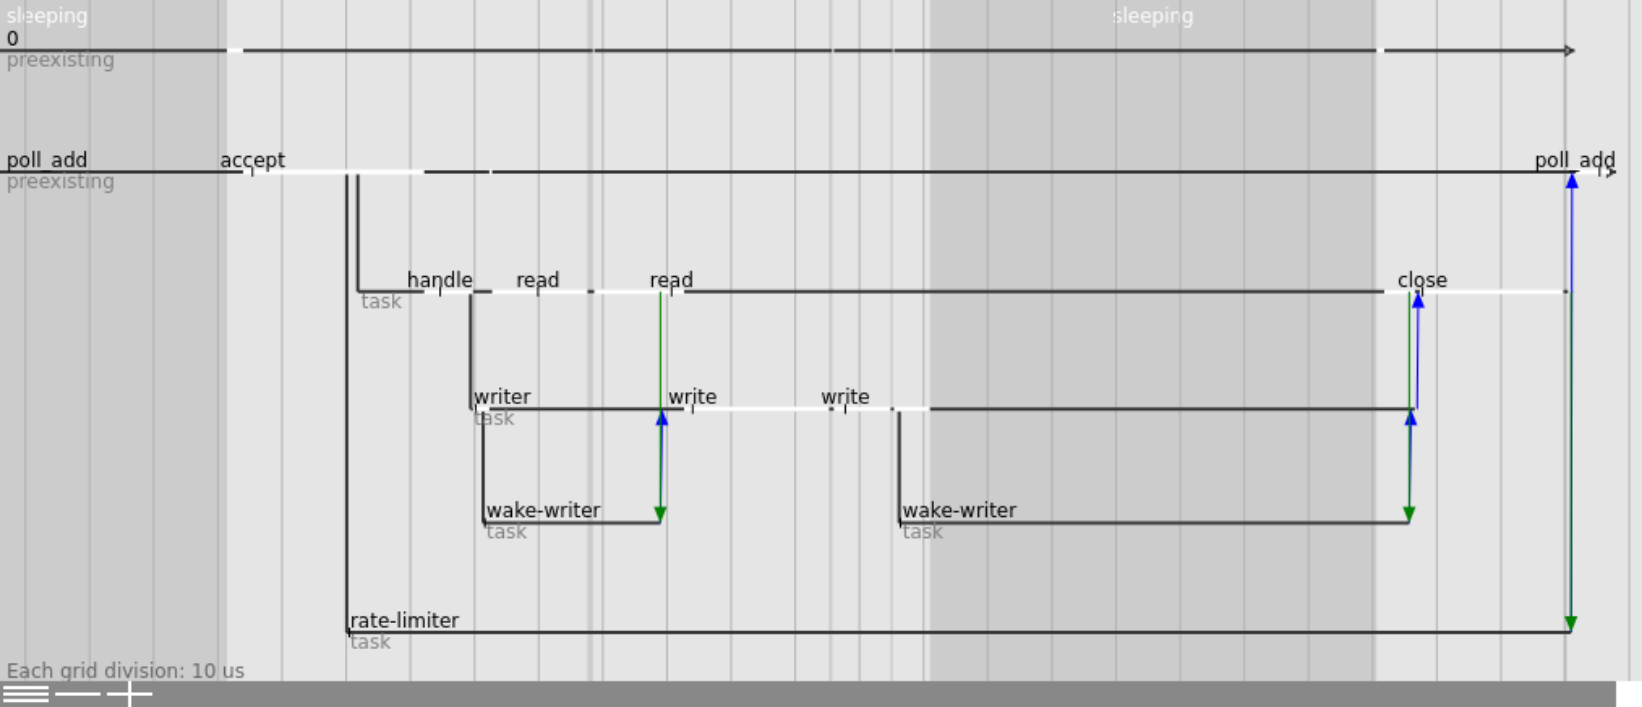 sleeping sleeping
0
preexisting
poll_add accept poll_add
preexisting
handle read read close
task
writer write write
task
wake-writer wake-writer
task task
rate-limiter
task
Each grid division: 10 us